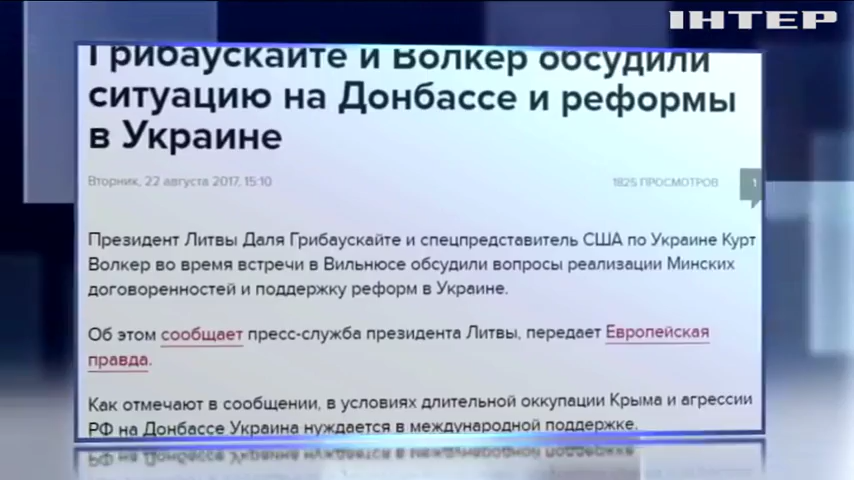 ІНТЕР
Грибаускайте и Волкер обсудили
ситуацию на Донбассе и реформы
в Украине
Вторник, 22 августа 2017, 15:10
1825 ПРОСМОТРОВ
1
Президент Литвы Даля Грибаускайте и спецпредставитель США по Украине Курт
Волкер во время встречи в Вильнюсе обсудили вопросы реализации Минских
договоренностей и поддержку реформ в Украине.
Об этом сообщает пресс-служба президента Литвы, передает Европейская
правда.
Как отмечают в сообщении, в условиях длительной оккупации Крыма и агрессии
РФ на Донбассе Украина нуждается в международной поддержке.